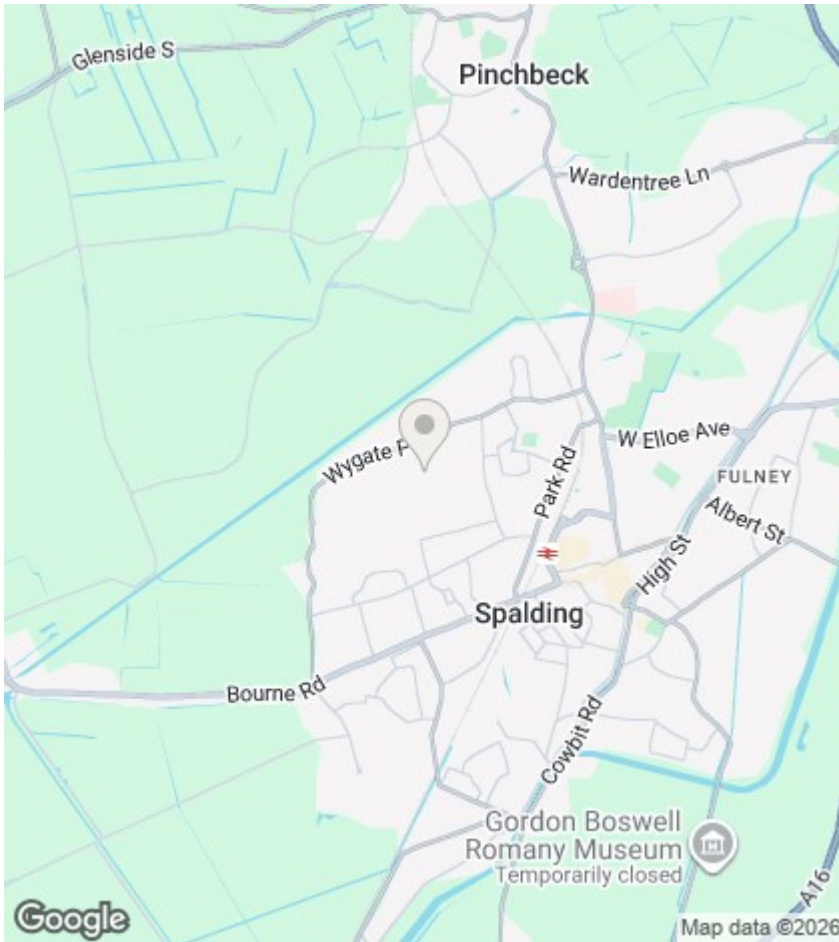 Glenside S
Pinchbeck
Wardentree Ln
Wygate P
W Elloe Ave
Park Rd
FULNEY
Albert St
High St
Spalding
Bourne Rd
Cowbit Rd
Gordon Boswell
Romany Museum
Temporarily closed
A16
Google
Map data ©2026